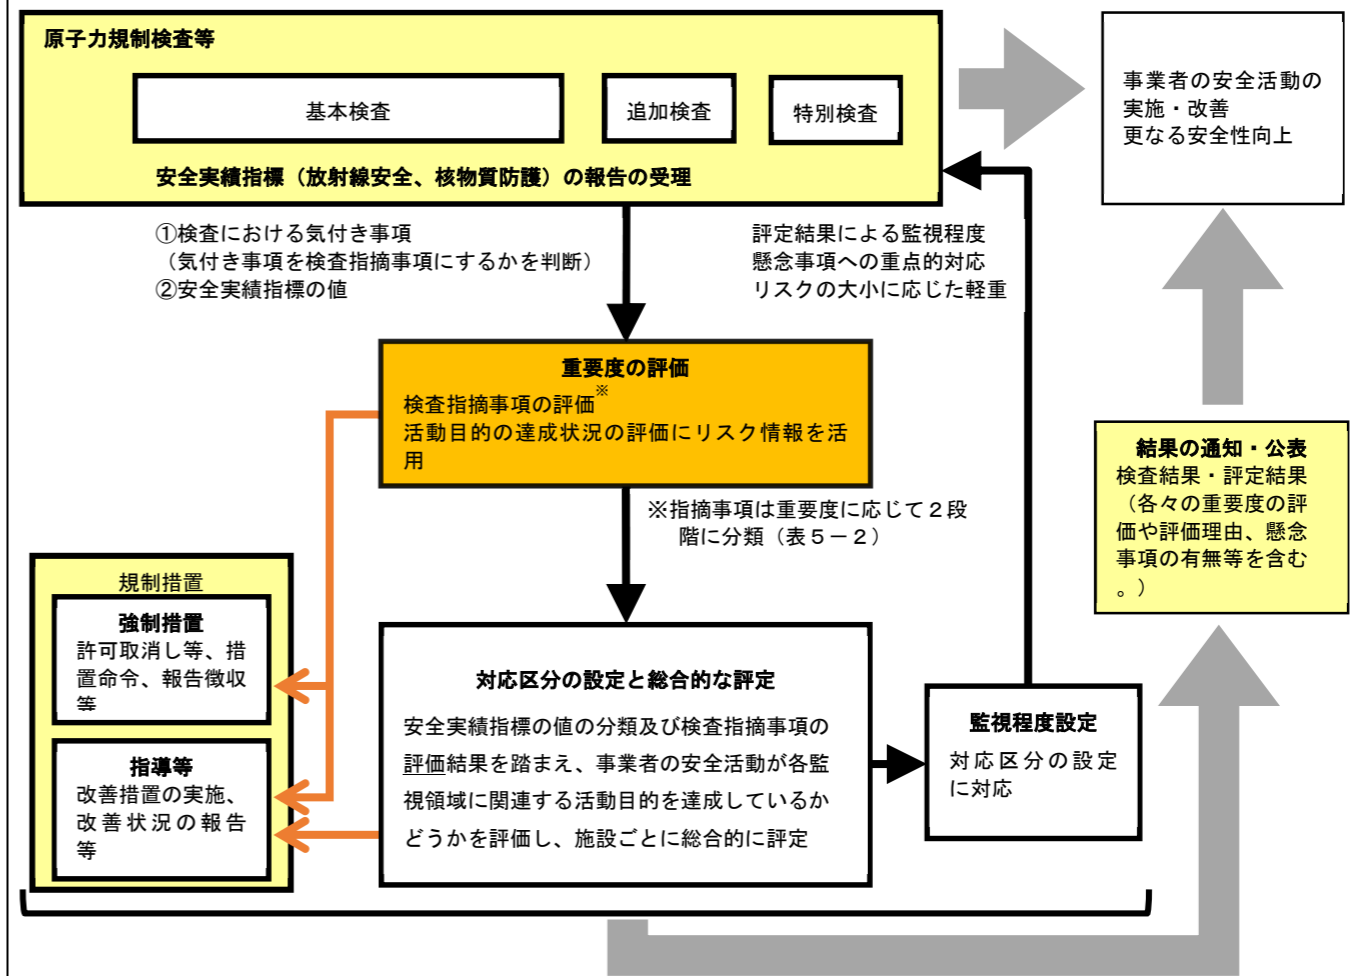 原子力規制検査等
基本検査
追加検査
特別検査
安全実績指標（放射線安全、核物質防護）の報告の受理
事業者の安全活動の
実施・改善
更なる安全性向上
①検査における気付き事項
（気付き事項を検査指摘事項にするかを判断）
②安全実績指標の値
評定結果による監視程度
懸念事項への重点的対応
リスクの大小に応じた軽重
重要度の評価
検査指摘事項の評価※
活動目的の達成状況の評価にリスク情報を活
用
※指摘事項は重要度に応じて２段
階に分類（表５－２）
結果の通知・公表
検査結果・評定結果
（各々の重要度の評
価や評価理由、懸念
事項の有無等を含む
。）
規制措置
強制措置
許可取消し等、措
置命令、報告徴収
等
指導等
改善措置の実施、
改善状況の報告
等
対応区分の設定と総合的な評定
安全実績指標の値の分類及び検査指摘事項の
評価結果を踏まえ、事業者の安全活動が各監
視領域に関連する活動目的を達成しているか
どうかを評価し、施設ごとに総合的に評定
監視程度設定
対応区分の設定
に対応